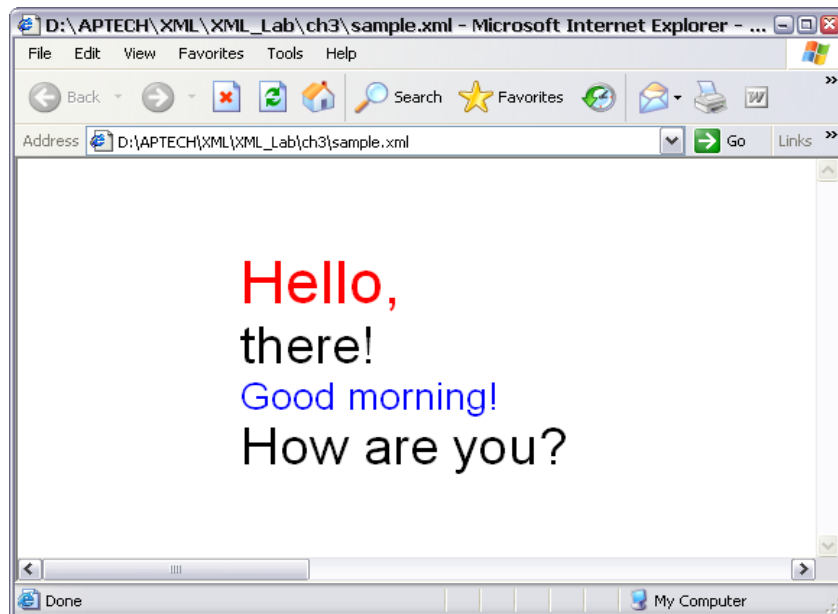 D:\APTECH\XML\XML_Lab\ch3\sample.xml - Microsoft Internet Explorer - ...
File Edit View Favorites Tools Help
Back Search Favorites W »
Address D:\APTECH\XML\XML_Lab\ch3\sample.xml Go Links »
Hello,
there!
Good morning!
How are you?
Done My Computer